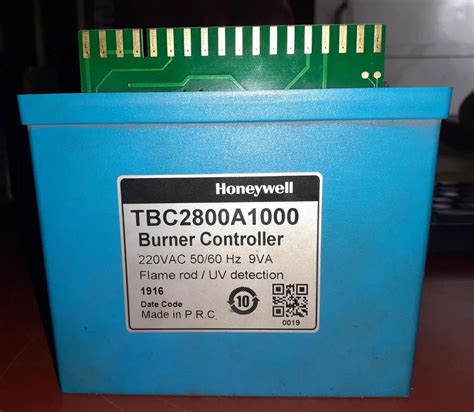 Honeywell
TBC2800A1000
Burner Controller
220VAC 50/60 Hz 9VA
Flame rod / UV detection
1916
Date Code
Made in P.R.C
10
0019